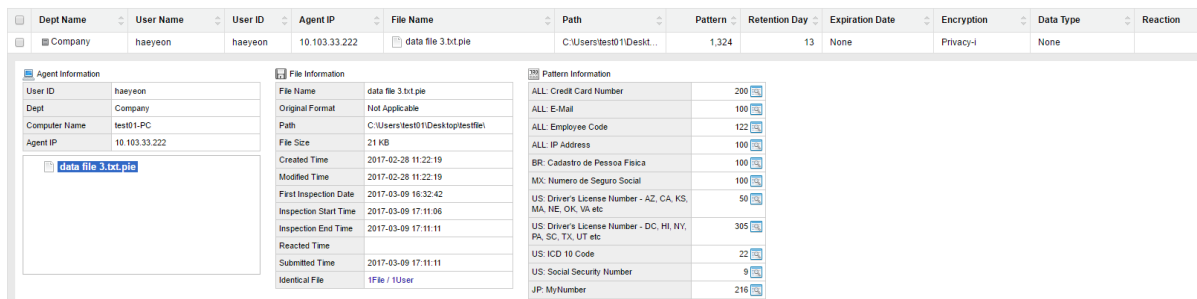 Dept Name User Name User ID Agent IP File Name Path Pattern Retention Day Expiration Date Encryption Data Type Reaction
Company haeyeon haeyeon 10.103.33.222 data file 3.txt.pie C:\Users\test01\Deskt... 1,324 13 None Privacy-i None
Agent Information
User ID haeyeon
Dept Company
Computer Name test01-PC
Agent IP 10.103.33.222
data file 3.txt.pie
File Information
File Name data file 3.txt.pie
Original Format Not Applicable
Path C:\Users\test01\Desktop\testfile\
File Size 21 KB
Created Time 2017-02-28 11:22:19
Modified Time 2017-02-28 11:22:19
First Inspection Date 2017-03-09 16:32:42
Inspection Start Time 2017-03-09 17:11:06
Inspection End Time 2017-03-09 17:11:11
Reacted Time
Submitted Time 2017-03-09 17:11:11
Identical File 1File / 1User
Pattern Information
ALL: Credit Card Number 200
ALL: E-Mail 100
ALL: Employee Code 122
ALL: IP Address 100
BR: Cadastro de Pessoa Fisica 100
MX: Numero de Seguro Social 100
US: Driver's License Number - AZ, CA, KS, 50
MA, NE, OK, VA etc
US: Driver's License Number - DC, HI, NY, 305
PA, SC, TX, UT etc
US: ICD 10 Code 22
US: Social Security Number 9
JP: MyNumber 216